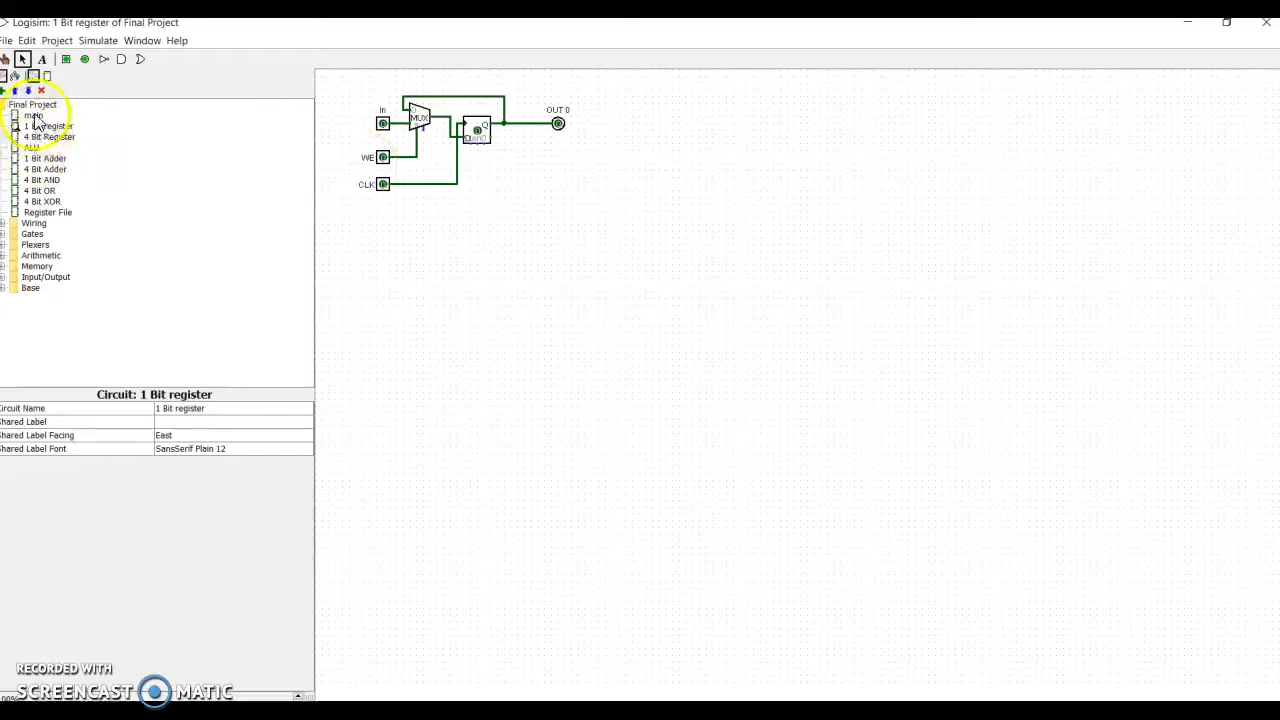 Logisim: 1 Bit register of Final Project
File Edit Project Simulate Window Help
A
Final Project
main
1 Bit register
4 Bit Register
ALU
1 Bit Adder
4 Bit Adder
4 Bit AND
4 Bit OR
4 Bit XOR
Register File
Wiring
Gates
Plexers
Arithmetic
Memory
Input/Output
Base
Circuit: 1 Bit register
Circuit Name 1 Bit register
Shared Label
Shared Label Facing East
Shared Label Font SansSerif Plain 12
In
OUT 0
MUX
Q
D
WE
CLK
RECORDED WITH
SCREENCAST MATIC